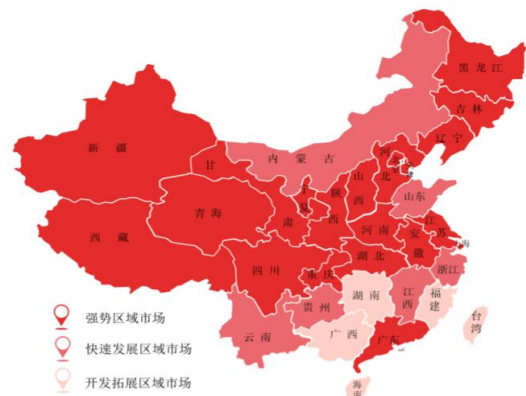 黑龙江
吉林
辽宁
新疆
甘
内蒙古
河
北
北
京
天
津
山
西
陕
西
宁
夏
山东
青海
肃
西藏
河南
江
苏
安
徽
上海
四川
重庆
湖北
浙江
湖南
江
西
贵州
福
建
云南
广西
广东
台
湾
海
南
强势区域市场
快速发展区域市场
开发拓展区域市场